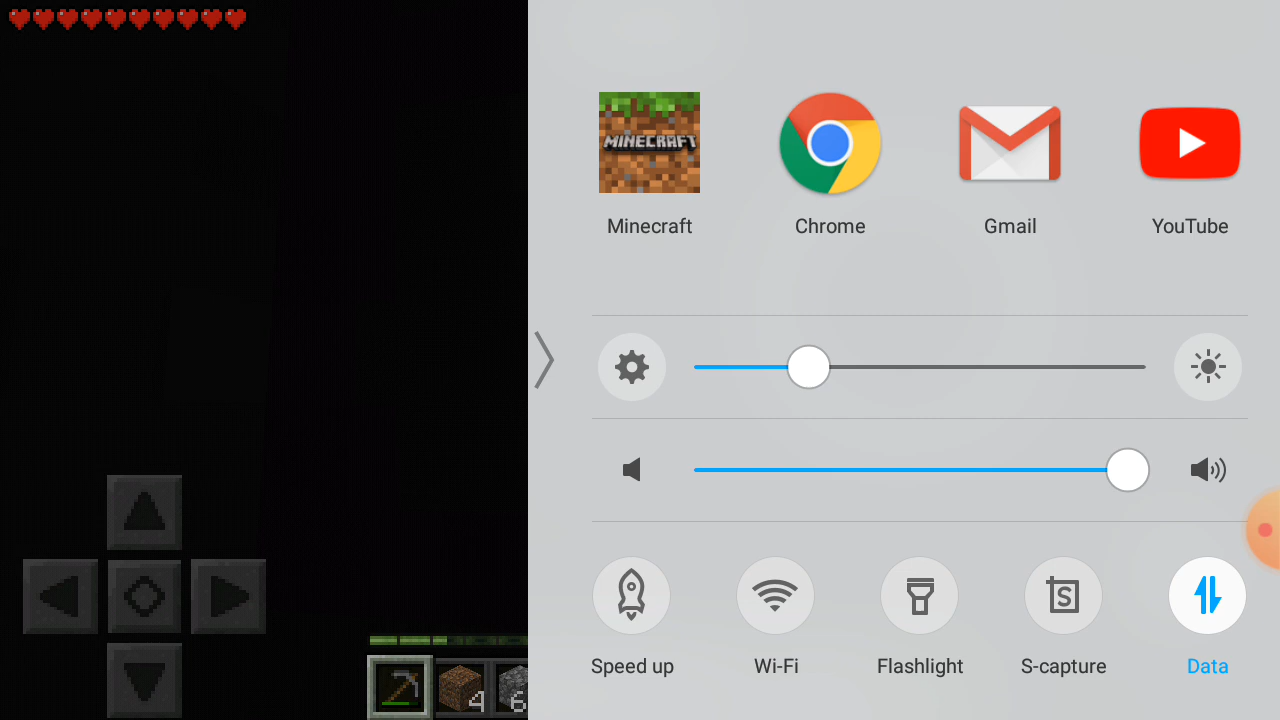 MINECRAFT
Minecraft
Chrome
Gmail
YouTube
S
Speed up
Wi-Fi
Flashlight
S-capture
Data
4
6